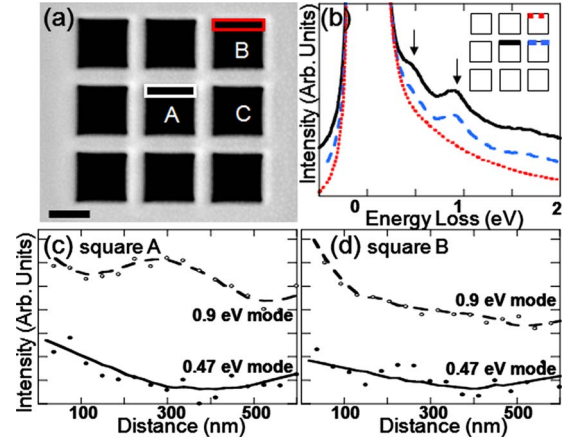 (a)
B
A
C
(b)
Intensity (Arb. Units)
0 1 2
Energy Loss (eV)
(c) square A
0.9 eV mode
0.47 eV mode
Intensity (Arb. Units)
100 300 500
Distance (nm)
(d) square B
0.9 eV mode
0.47 eV mode
100 300 500
Distance (nm)